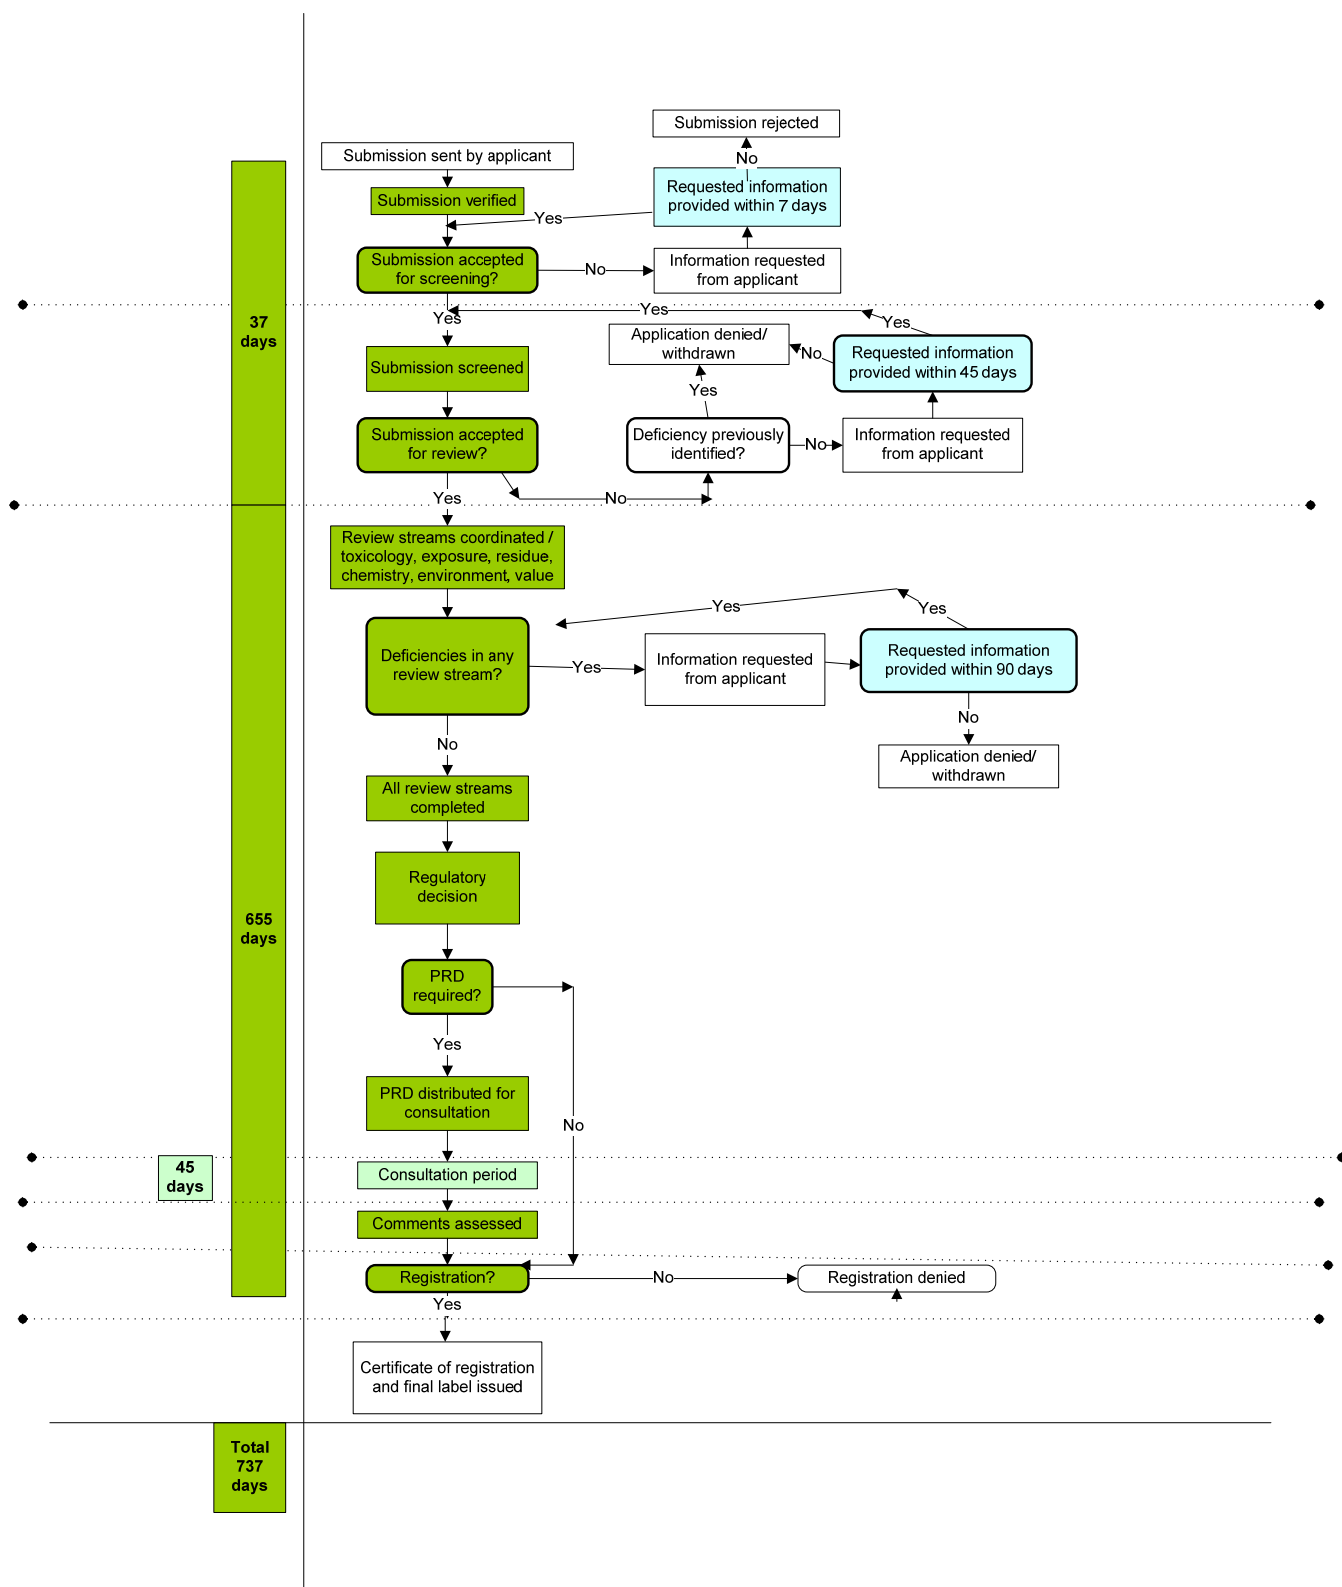 Submission rejected
No
Submission sent by applicant
Requested information
provided within 7 days
Submission verified
Yes
Submission accepted
for screening?
No
Information requested
from applicant
37
days
Yes
Yes
Yes
Application denied/
withdrawn
No
Requested information
provided within 45 days
Submission screened
Yes
Submission accepted
for review?
Deficiency previously
identified?
No
Information requested
from applicant
Yes
No
Review streams coordinated /
toxicology, exposure, residue,
chemistry, environment, value
Yes
Yes
Deficiencies in any
review stream?
Yes
Information requested
from applicant
Requested information
provided within 90 days
No
No
Application denied/
withdrawn
All review streams
completed
Regulatory
decision
655
days
PRD
required?
Yes
PRD distributed for
consultation
No
45
days
Consultation period
Comments assessed
Registration?
No
Registration denied
Yes
Certificate of registration
and final label issued
Total
737
days